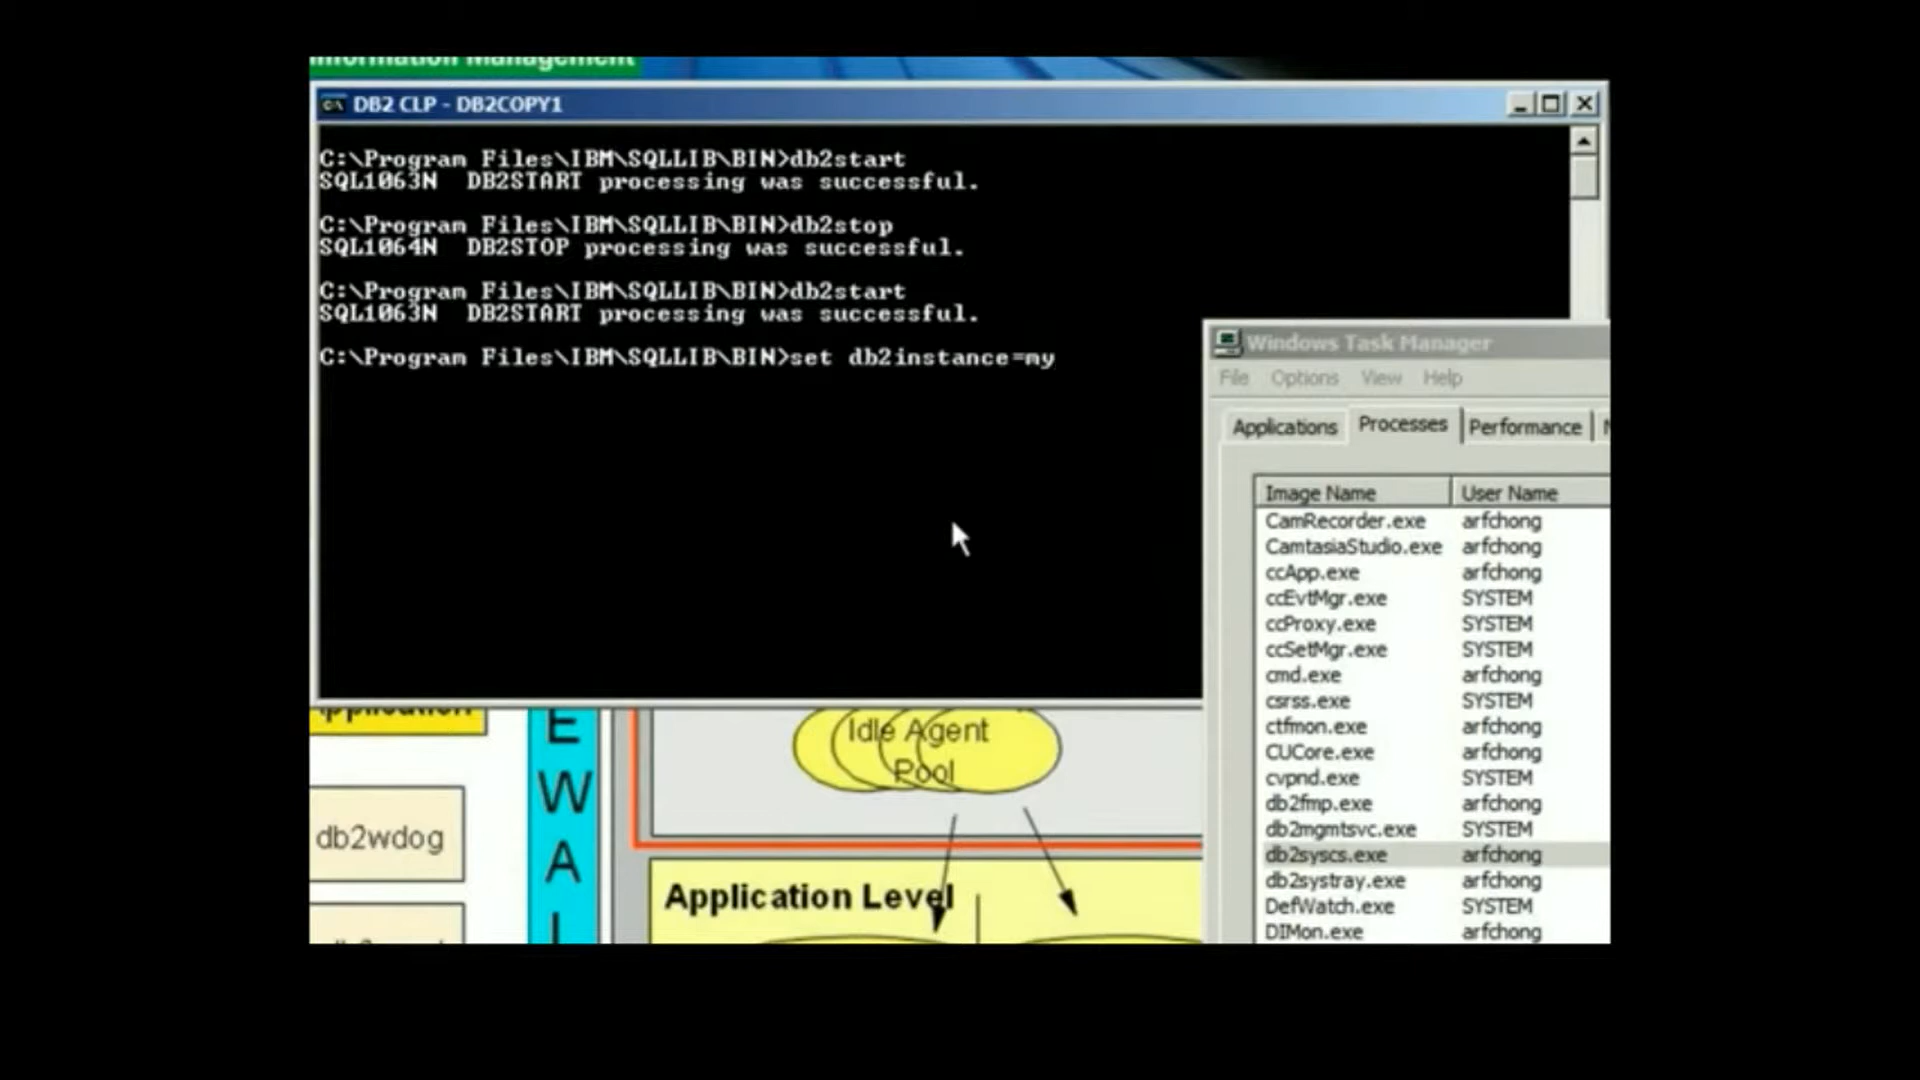 Information Management
DB2 CLP - DB2COPY1
C:\Program Files\IBM\SQLLIB\BIN>db2start
SQL1063N  DB2START processing was successful.
C:\Program Files\IBM\SQLLIB\BIN>db2stop
SQL1064N  DB2STOP processing was successful.
C:\Program Files\IBM\SQLLIB\BIN>db2start
SQL1063N  DB2START processing was successful.
C:\Program Files\IBM\SQLLIB\BIN>set db2instance=my
Windows Task Manager
File Options View Help
Applications Processes Performance
Image Name User Name
CamRecorder.exe arfchong
CamtasiaStudio.exe arfchong
ccApp.exe arfchong
ccEvtMgr.exe SYSTEM
ccProxy.exe SYSTEM
ccSetMgr.exe SYSTEM
cmd.exe arfchong
csrss.exe SYSTEM
ctfmon.exe arfchong
CUCore.exe arfchong
cvpnd.exe SYSTEM
db2fmp.exe arfchong
db2mgmtsvc.exe SYSTEM
db2syscs.exe arfchong
db2systray.exe arfchong
DefWatch.exe SYSTEM
DIMon.exe arfchong
Application
E
W
A
L
Idle Agent
Pool
db2wdog
Application Level